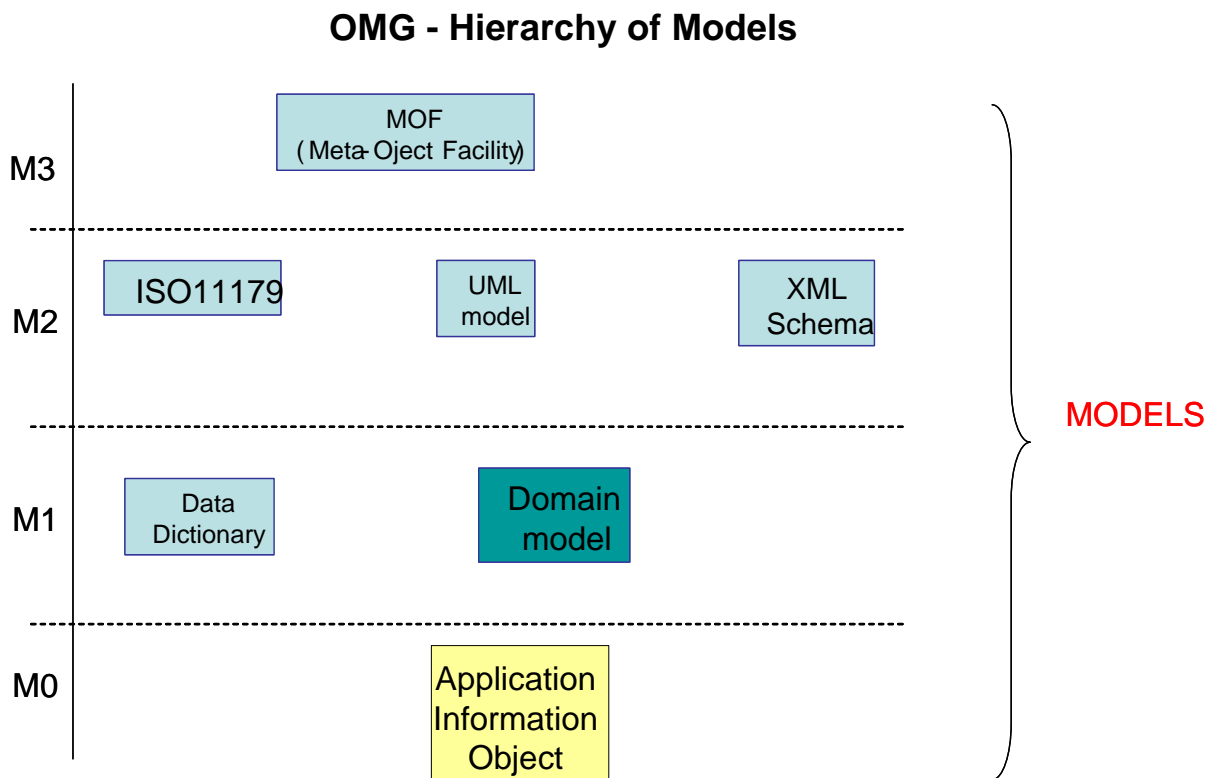 OMG - Hierarchy of Models
MOF
( Meta-Oject Facility)
M3
ISO11179
UML
model
XML
Schema
M2
MODELS
Data
Dictionary
Domain
model
M1
Application
Information
Object
M0